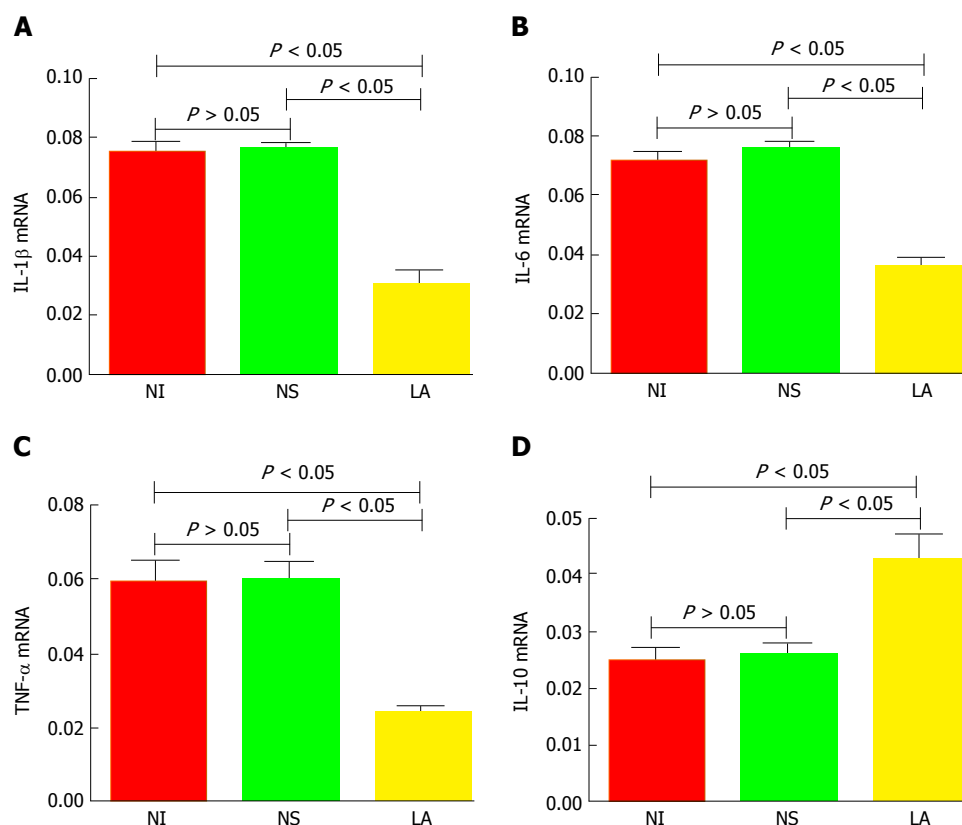 A
P < 0.05
P < 0.05
P > 0.05
0.10
0.08
0.06
0.04
0.02
0.00
IL-1β mRNA
NI NS LA
B
P < 0.05
P < 0.05
P > 0.05
0.10
0.08
0.06
0.04
0.02
0.00
IL-6 mRNA
NI NS LA
C
P < 0.05
P < 0.05
P > 0.05
0.08
0.06
0.04
0.02
0.00
TNF-α mRNA
NI NS LA
D
P < 0.05
P < 0.05
P > 0.05
0.05
0.04
0.03
0.02
0.01
0.00
IL-10 mRNA
NI NS LA